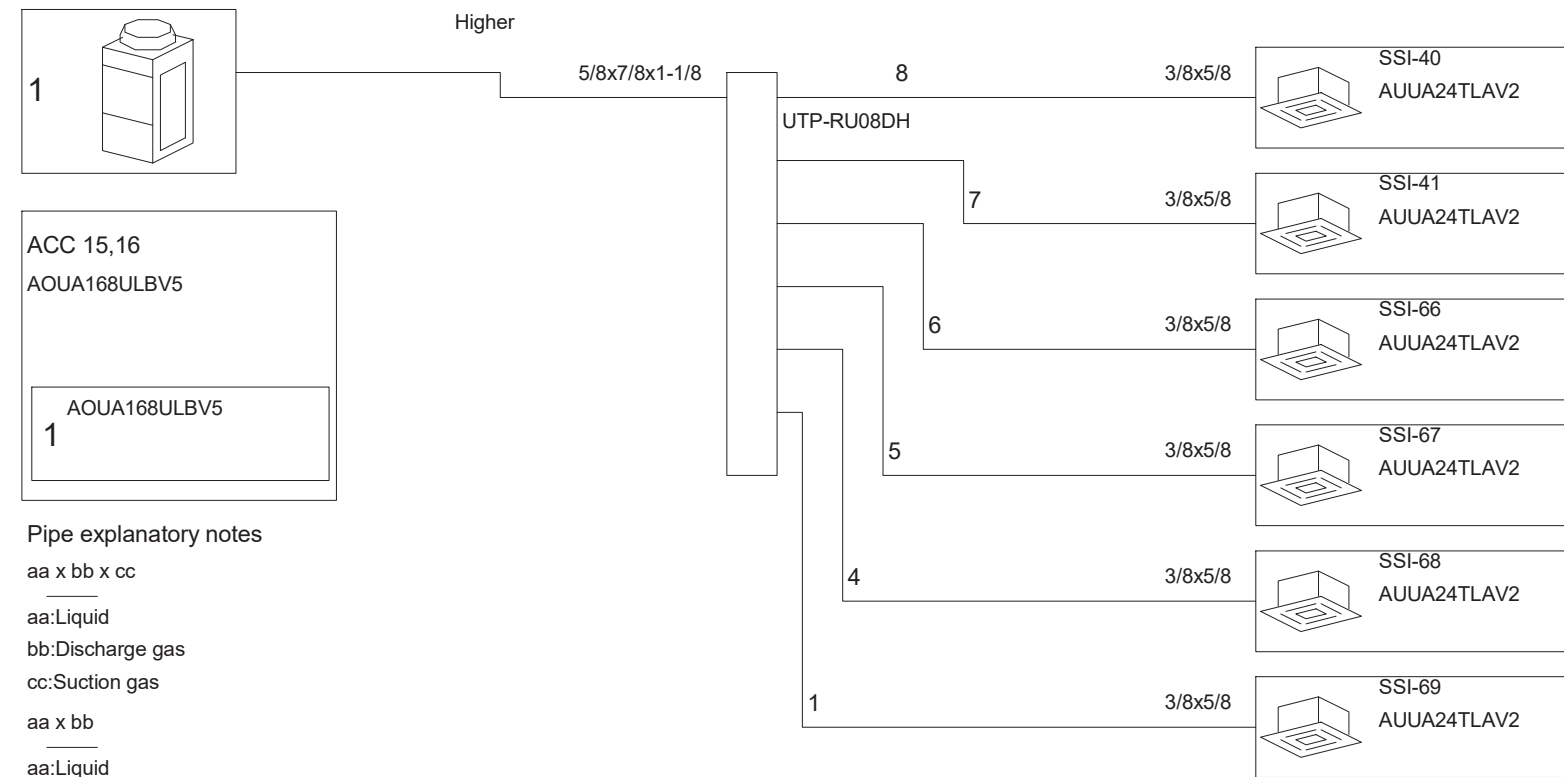 Higher
1
5/8x7/8x1-1/8
UTP-RU08DH
8
3/8x5/8
SSI-40
AUUA24TLAV2
7
3/8x5/8
SSI-41
AUUA24TLAV2
6
3/8x5/8
SSI-66
AUUA24TLAV2
5
3/8x5/8
SSI-67
AUUA24TLAV2
4
3/8x5/8
SSI-68
AUUA24TLAV2
1
3/8x5/8
SSI-69
AUUA24TLAV2
ACC 15,16
AOUA168ULBV5
AOUA168ULBV5
1
Pipe explanatory notes
aa x bb x cc
aa:Liquid
bb:Discharge gas
cc:Suction gas
aa x bb
aa:Liquid